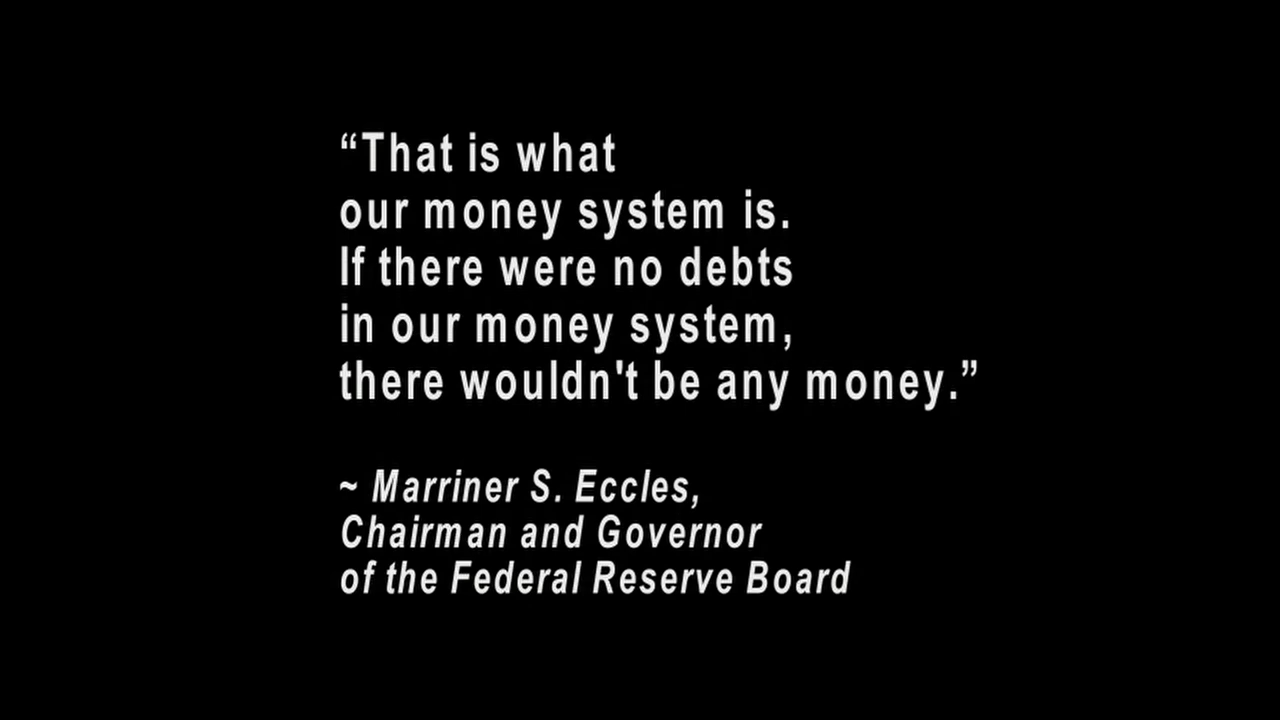 “That is what
our money system is.
If there were no debts
in our money system,
there wouldn't be any money.”
~ Marriner S. Eccles,
Chairman and Governor
of the Federal Reserve Board